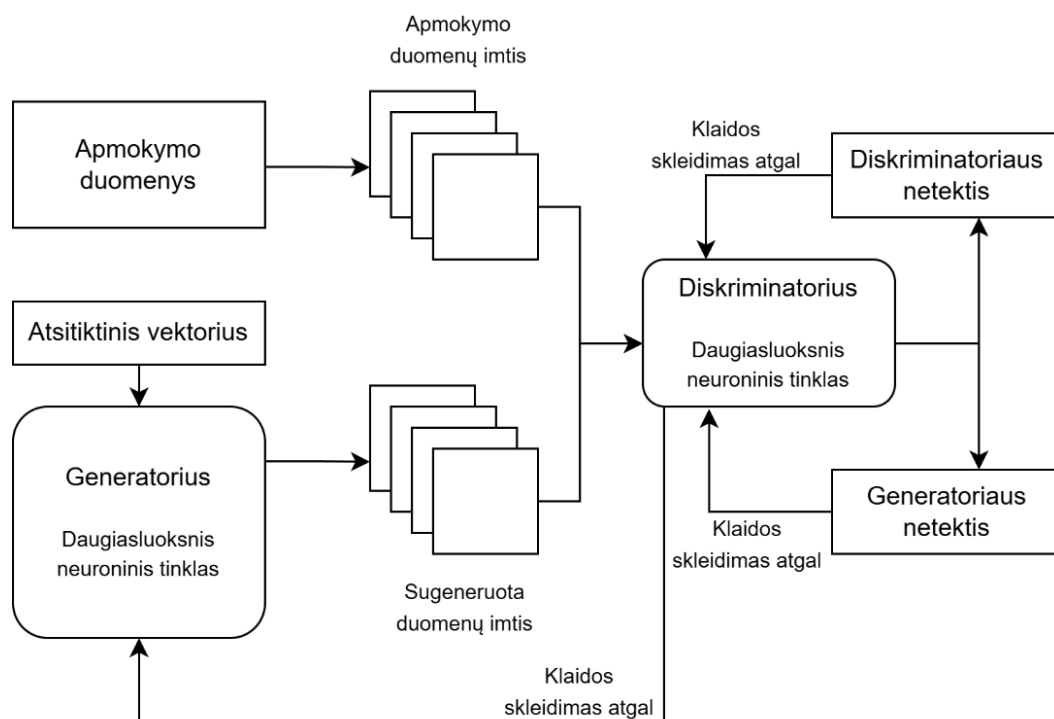 Apmokymo
duomenų imtis
Apmokymo
duomenys
Klaidos
skleidimas atgal
Diskriminatoriaus
netektis
Atsitiktinis vektorius
Diskriminatorius
Daugiasluoksnis
neuroninis tinklas
Generatorius
Daugiasluoksnis
neuroninis tinklas
Sugeneruota
duomenų imtis
Klaidos
skleidimas atgal
Generatoriaus
netektis
Klaidos
skleidimas atgal